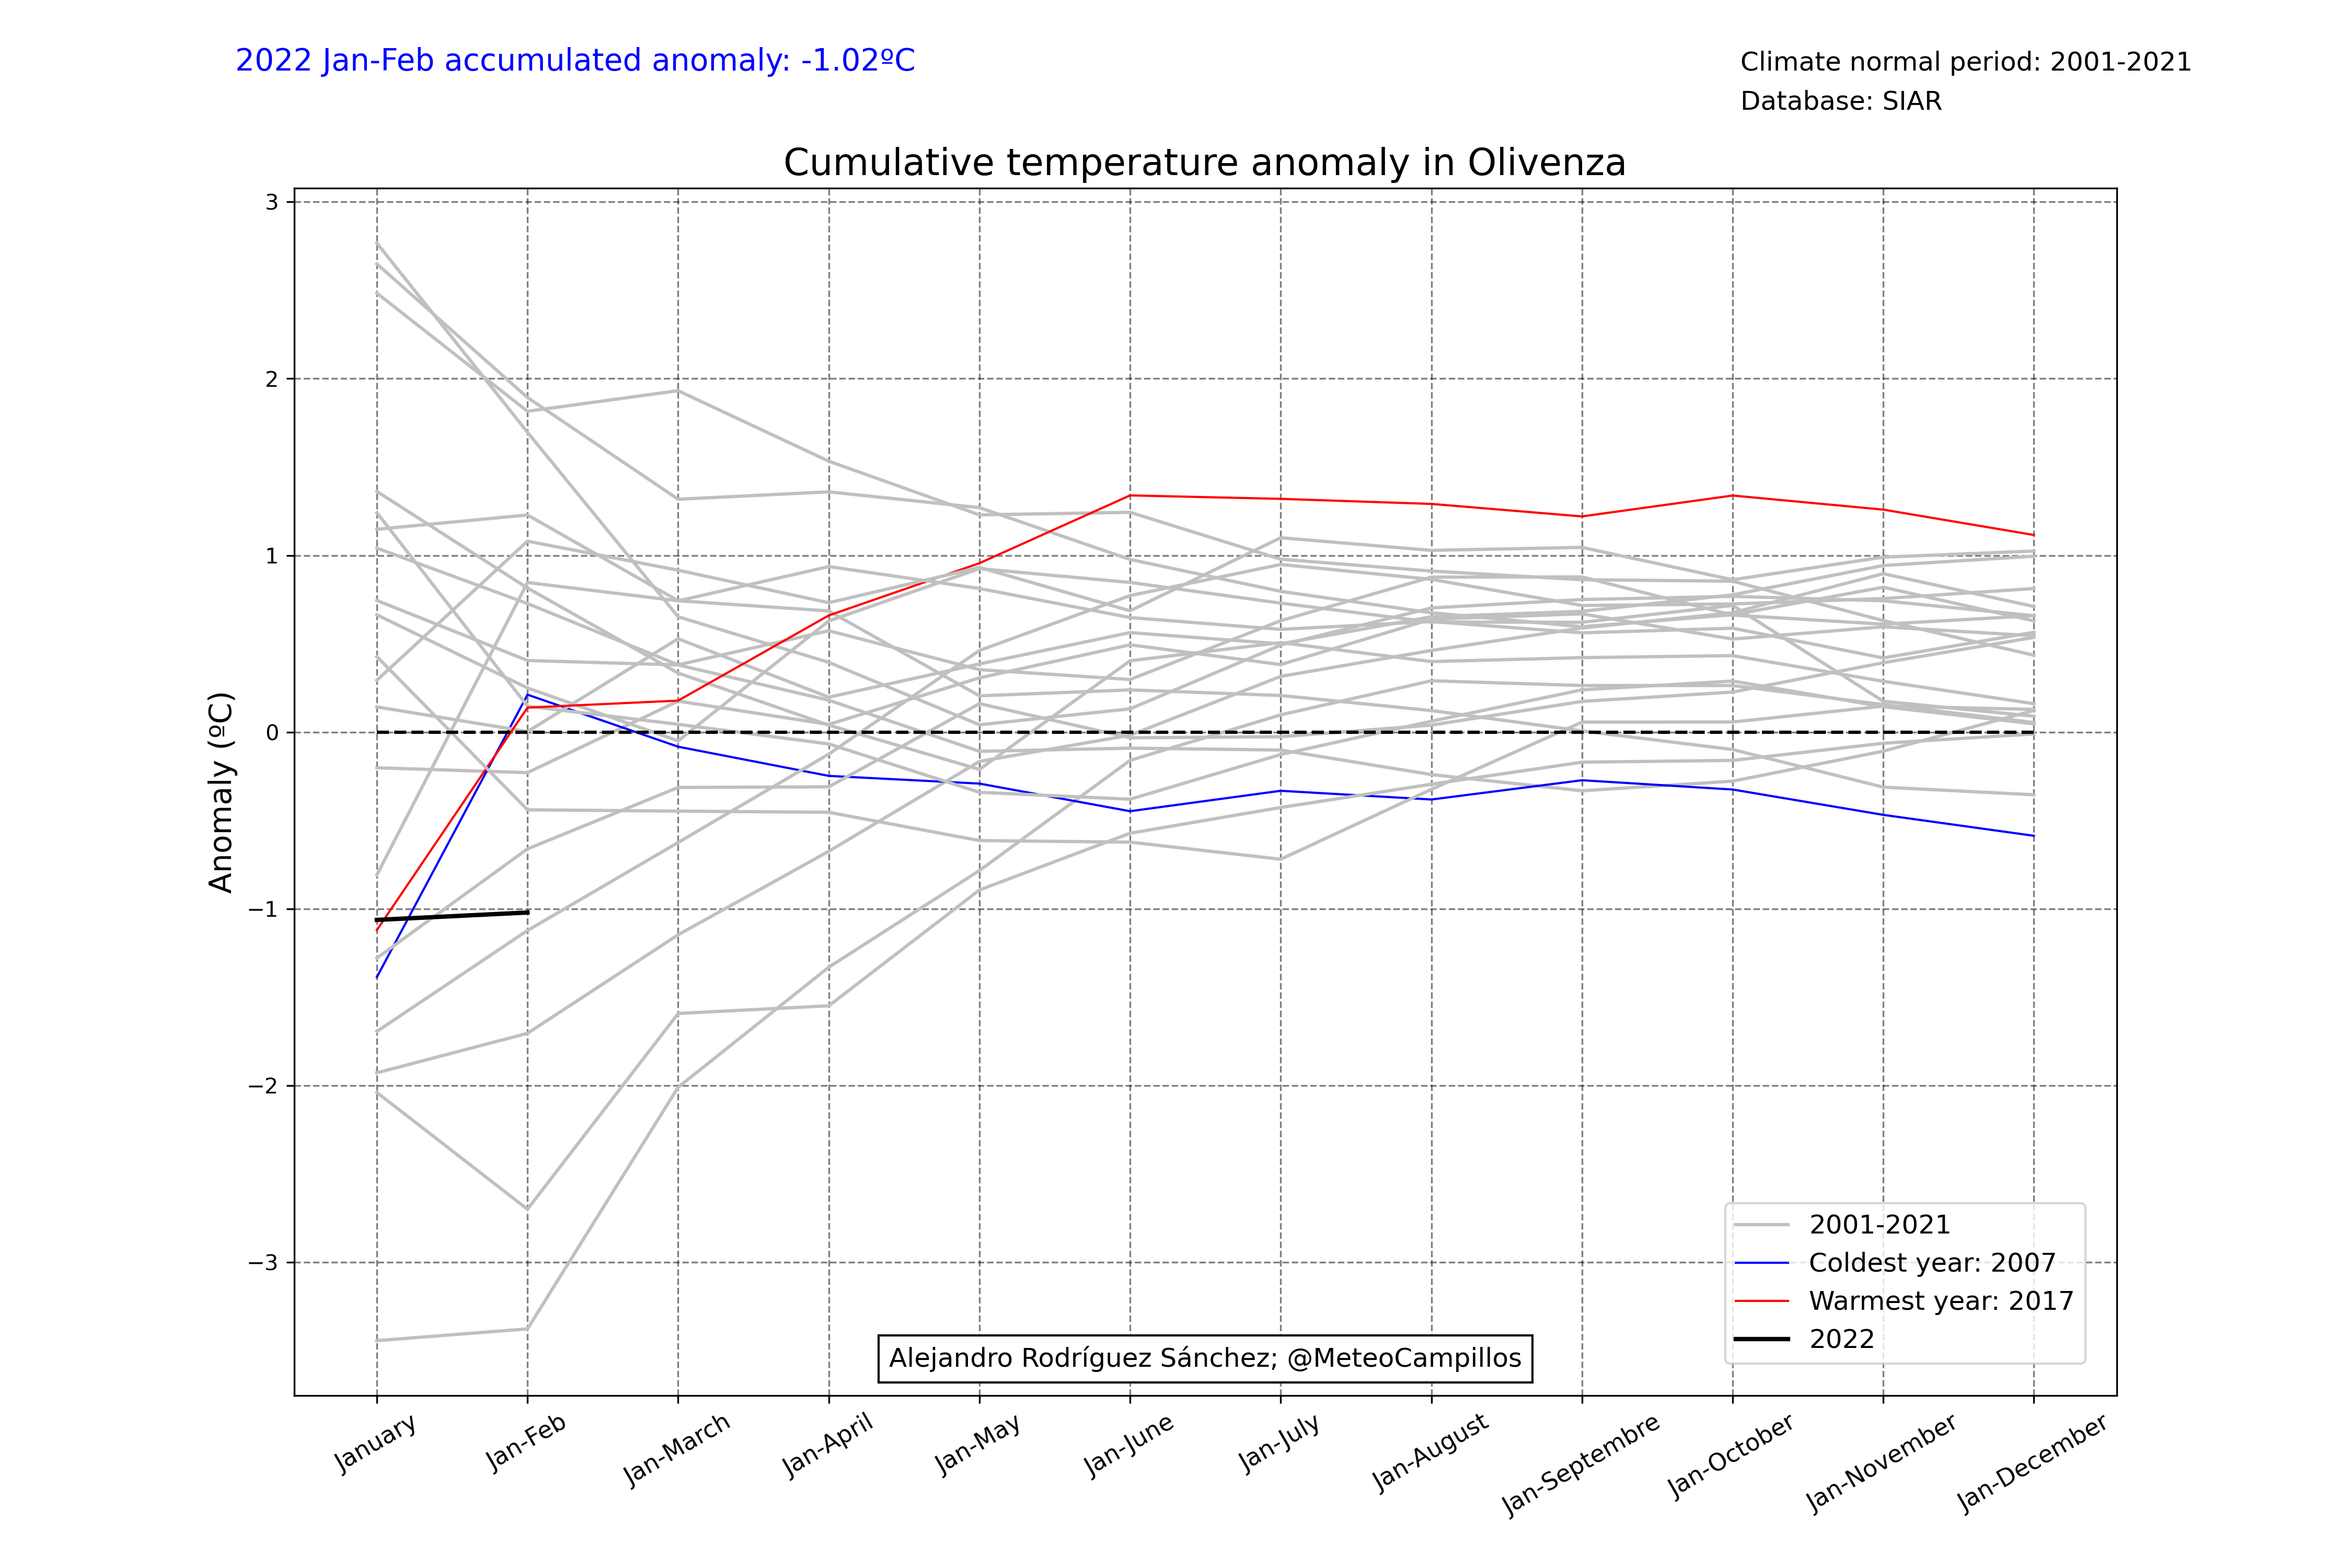 2022 Jan-Feb accumulated anomaly: -1.02ºC
Climate normal period: 2001-2021
Database: SIAR
Cumulative temperature anomaly in Olivenza
3
2
1
0
−1
−2
−3
Anomaly (ºC)
2001-2021
Coldest year: 2007
Warmest year: 2017
2022
Alejandro Rodríguez Sánchez; @MeteoCampillos
January
Jan-Feb
Jan-March
Jan-April
Jan-May
Jan-June
Jan-July
Jan-August
Jan-Septembre
Jan-October
Jan-November
Jan-December